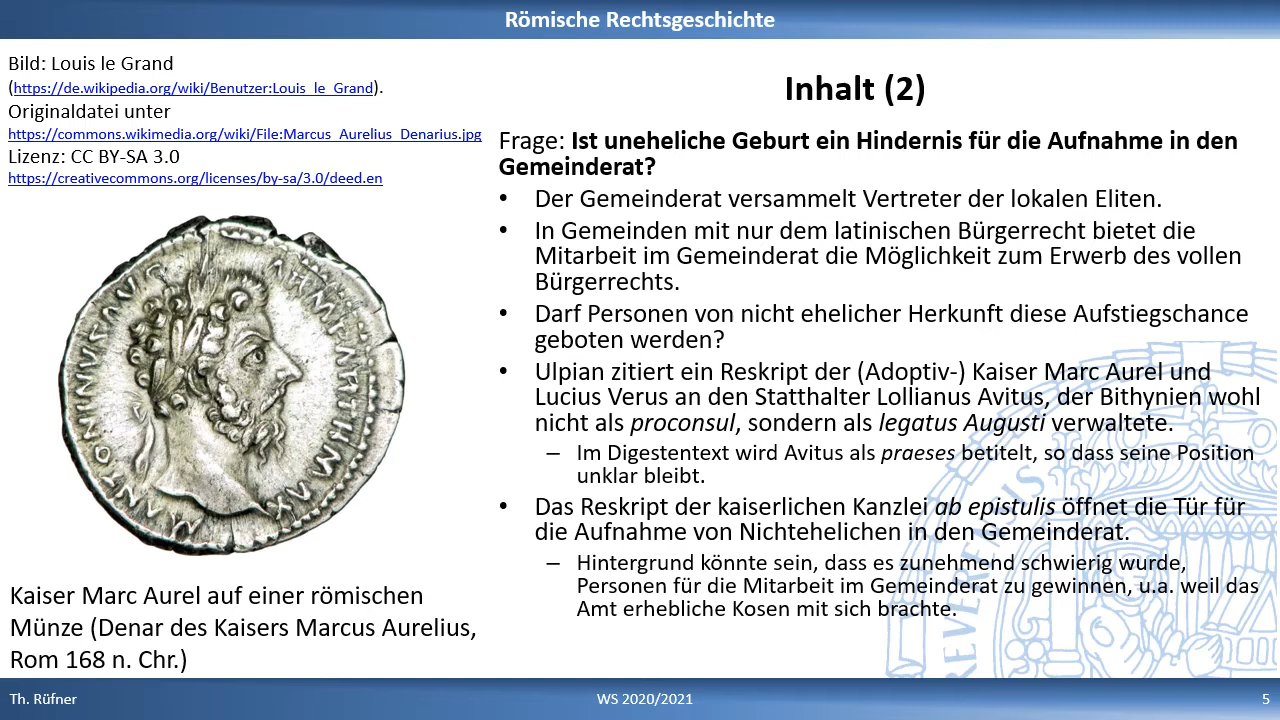 Römische Rechtsgeschichte
Bild: Louis le Grand
(https://de.wikipedia.org/wiki/Benutzer:Louis_le_Grand).
Originaldatei unter
https://commons.wikimedia.org/wiki/File:Marcus_Aurelius_Denarius.jpg
Lizenz: CC BY-SA 3.0
https://creativecommons.org/licenses/by-sa/3.0/deed.en
M ANTONINVS AVG ARM PARTH MAX
Kaiser Marc Aurel auf einer römischen
Münze (Denar des Kaisers Marcus Aurelius,
Rom 168 n. Chr.)
Inhalt (2)
Frage: Ist uneheliche Geburt ein Hindernis für die Aufnahme in den
Gemeinderat?
• Der Gemeinderat versammelt Vertreter der lokalen Eliten.
• In Gemeinden mit nur dem latinischen Bürgerrecht bietet die
Mitarbeit im Gemeinderat die Möglichkeit zum Erwerb des vollen
Bürgerrechts.
• Darf Personen von nicht ehelicher Herkunft diese Aufstiegschance
geboten werden?
• Ulpian zitiert ein Reskript der (Adoptiv-) Kaiser Marc Aurel und
Lucius Verus an den Statthalter Lollianus Avitus, der Bithynien wohl
nicht als proconsul, sondern als legatus Augusti verwaltete.
– Im Digestentext wird Avitus als praeses betitelt, so dass seine Position
unklar bleibt.
• Das Reskript der kaiserlichen Kanzlei ab epistulis öffnet die Tür für
die Aufnahme von Nichtehelichen in den Gemeinderat.
– Hintergrund könnte sein, dass es zunehmend schwierig wurde,
Personen für die Mitarbeit im Gemeinderat zu gewinnen, u.a. weil das
Amt erhebliche Kosen mit sich brachte.
REVERENSIS
Th. Rüfner
WS 2020/2021
5